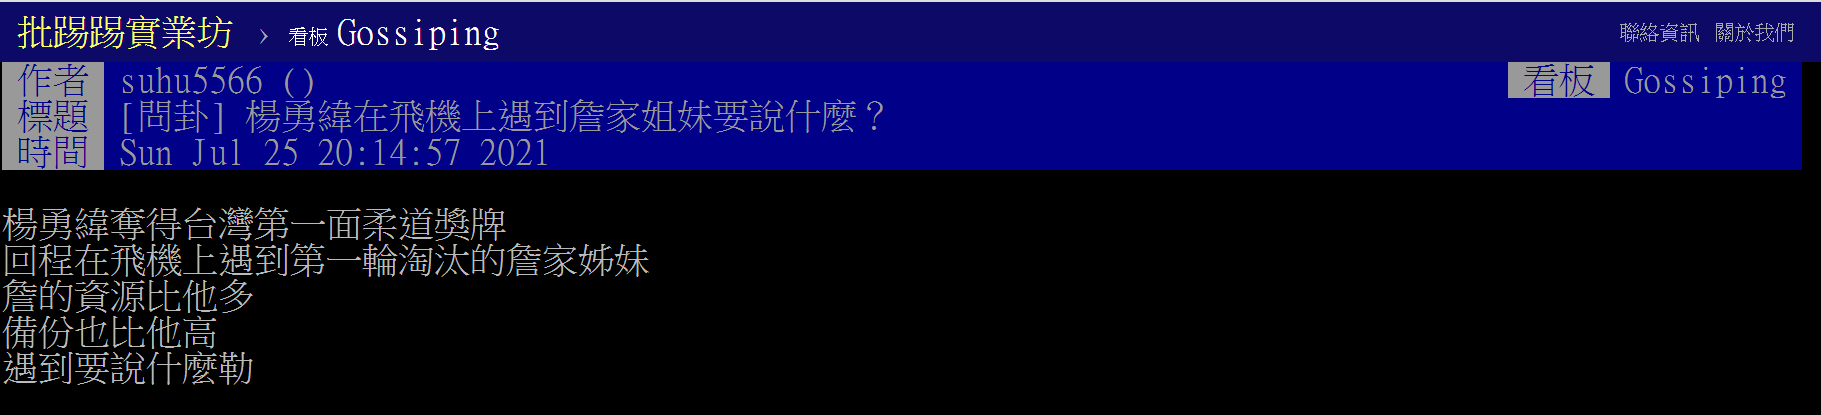 批踢踢實業坊 › 看板 Gossiping 聯絡資訊 關於我們
作者 suhu5566 () 看板 Gossiping
標題 [問卦] 楊勇緯在飛機上遇到詹家姐妹要說什麼？
時間 Sun Jul 25 20:14:57 2021
楊勇緯奪得台灣第一面柔道獎牌
回程在飛機上遇到第一輪淘汰的詹家姊妹
詹的資源比他多
備份也比他高
遇到要說什麼勒